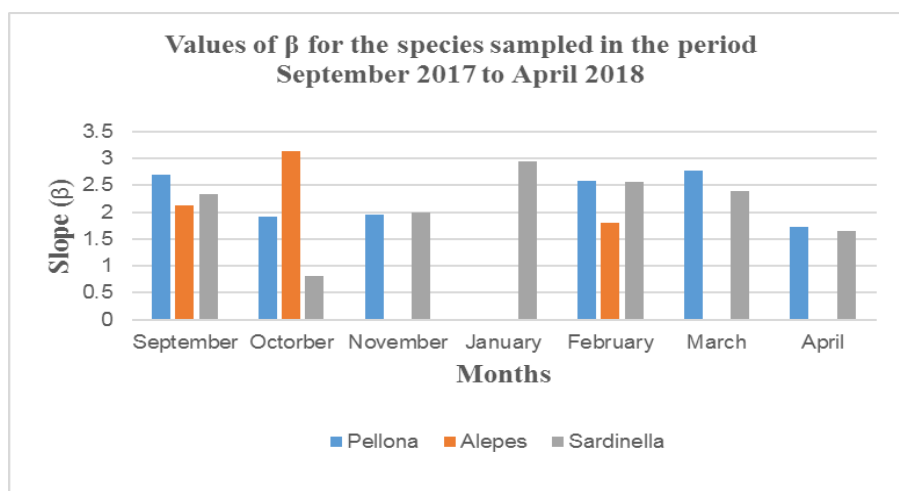 Values of β for the species sampled in the period
September 2017 to April 2018
3.5
3
2.5
2
1.5
1
0.5
0
Slope (β)
September Octorber November January February March April
Months
Pellona Alepes Sardinella